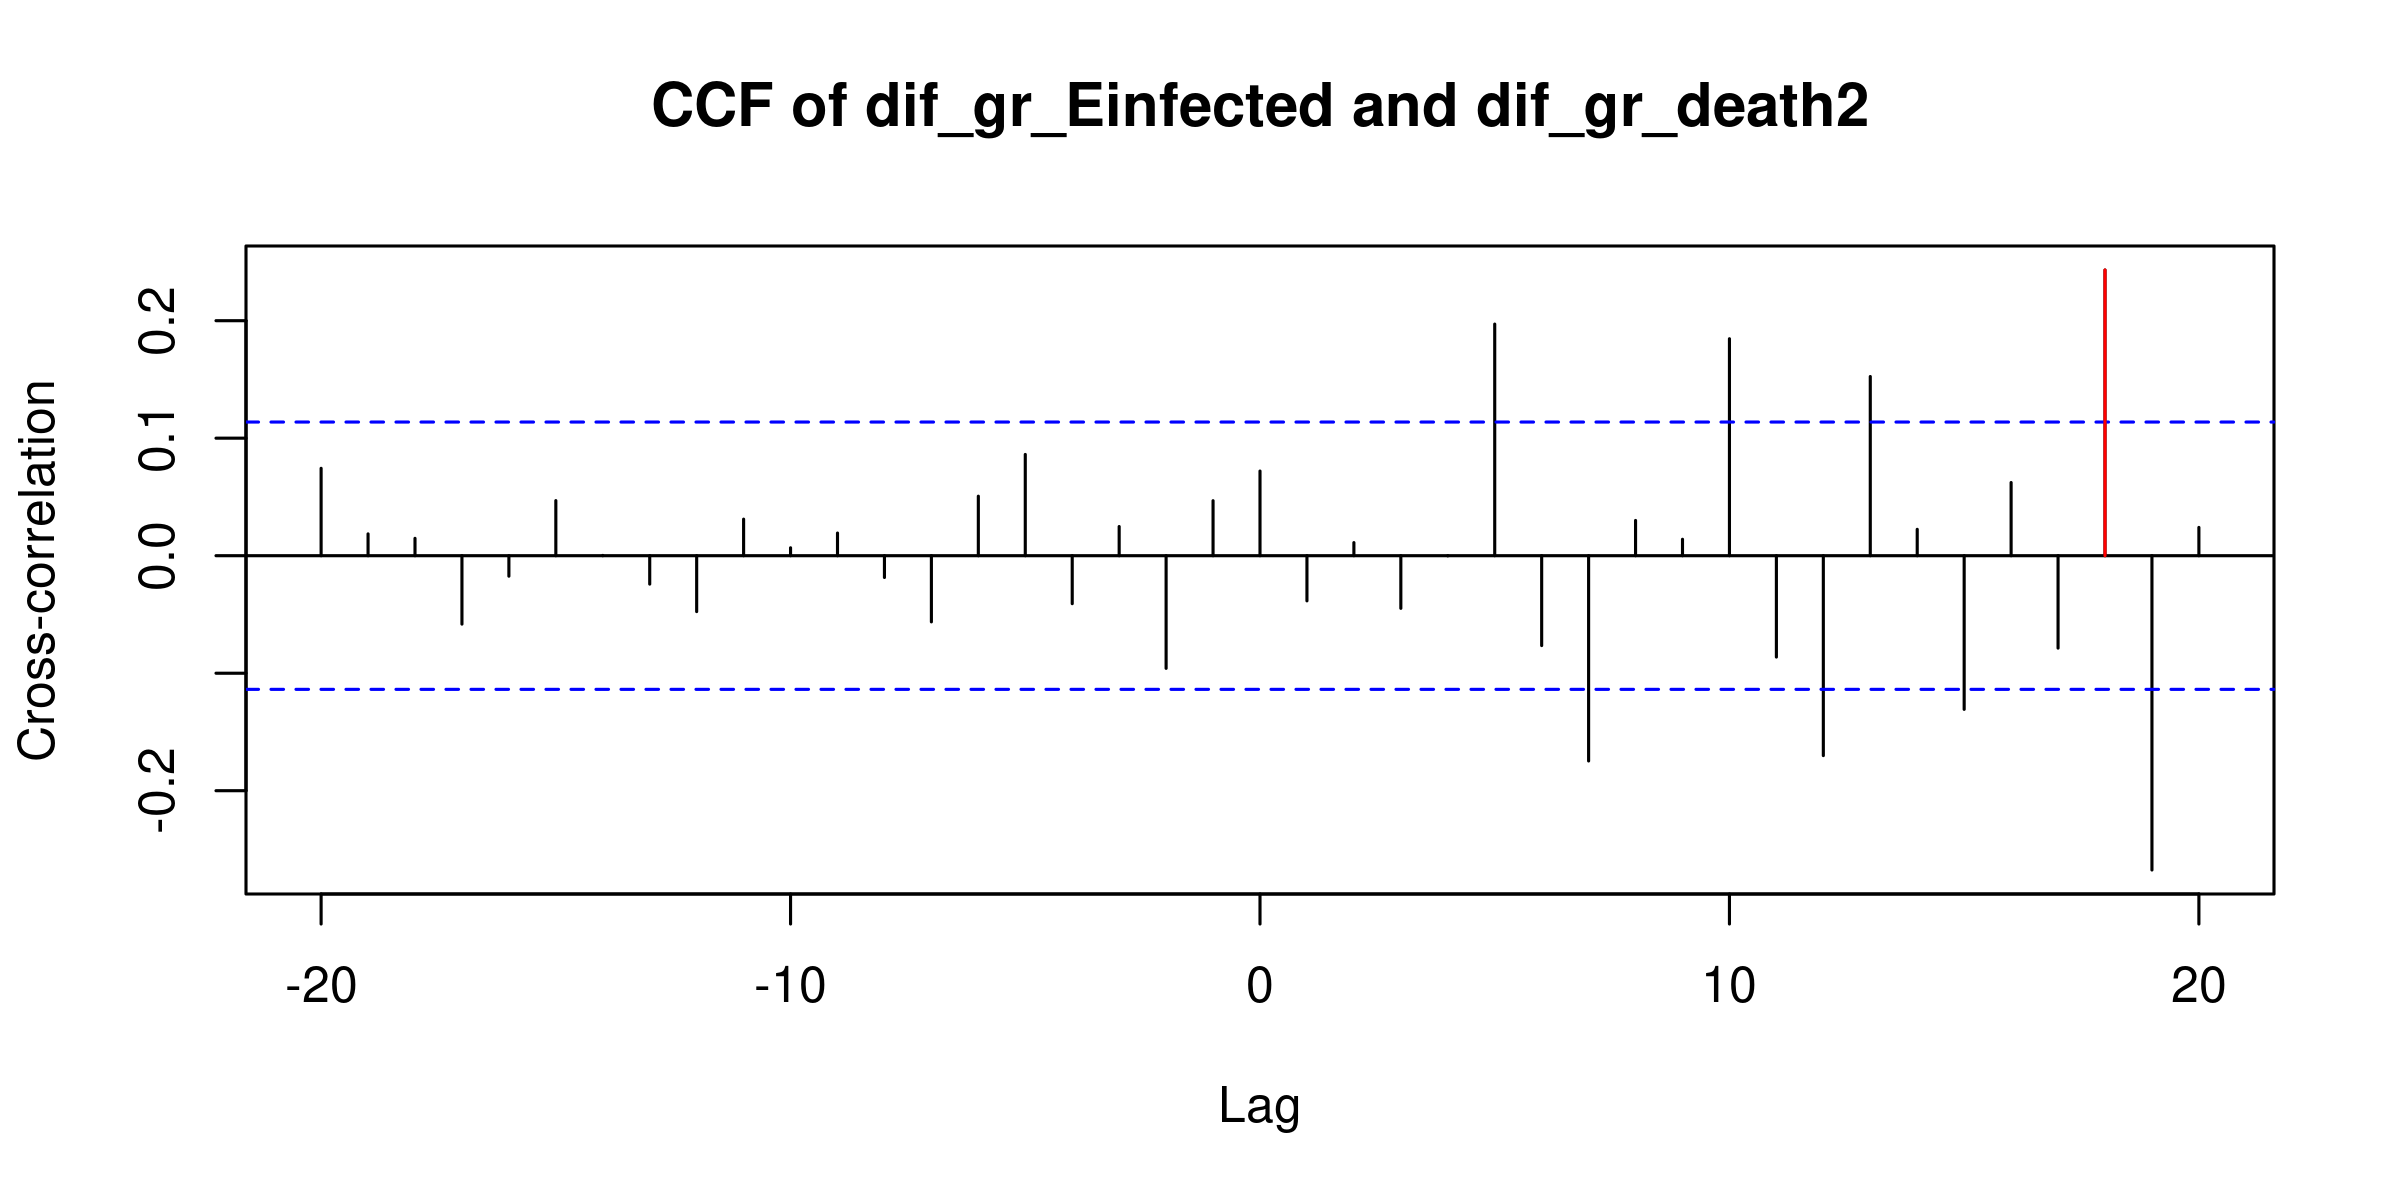 CCF of dif_gr_Einfected and dif_gr_death2
Cross-correlation
0.2
0.1
0.0
-0.2
-20 -10 0 10 20
Lag